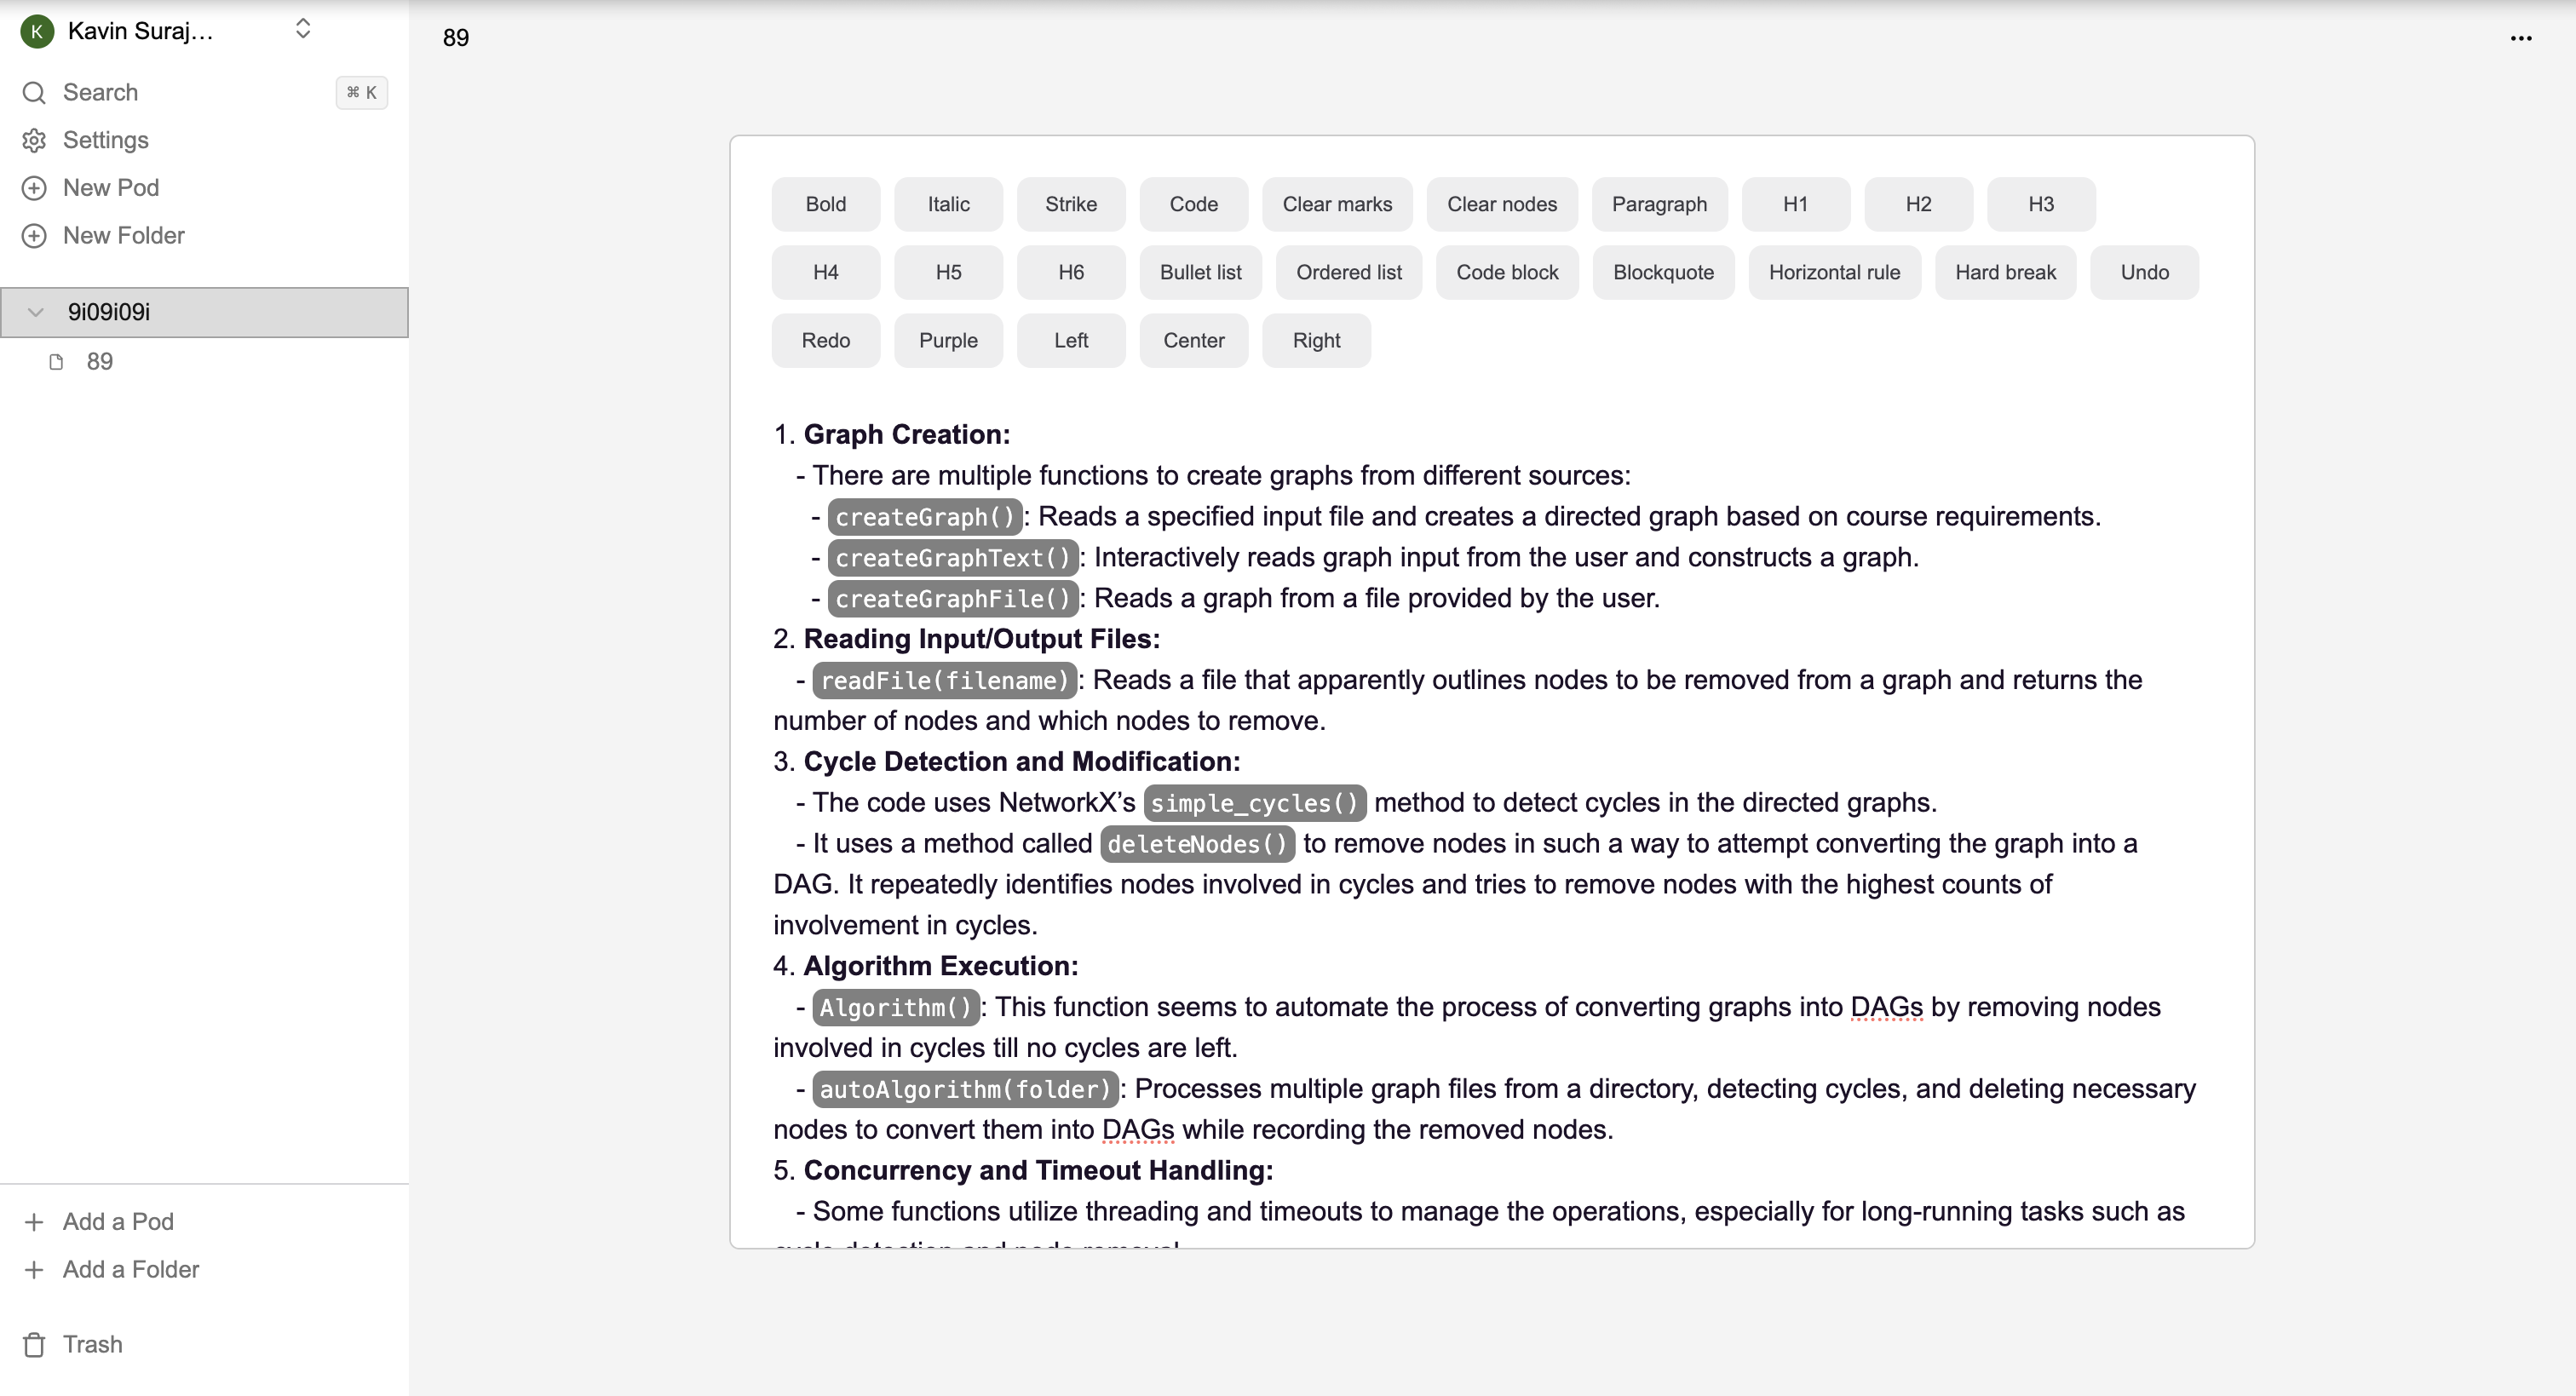 K Kavin Suraj...
Search ⌘ K
Settings
New Pod
New Folder
9i09i09i
89
Add a Pod
Add a Folder
Trash
89
Bold Italic Strike Code Clear marks Clear nodes Paragraph H1 H2 H3
H4 H5 H6 Bullet list Ordered list Code block Blockquote Horizontal rule Hard break Undo
Redo Purple Left Center Right
1. Graph Creation:
- There are multiple functions to create graphs from different sources:
- createGraph(): Reads a specified input file and creates a directed graph based on course requirements.
- createGraphText(): Interactively reads graph input from the user and constructs a graph.
- createGraphFile(): Reads a graph from a file provided by the user.
2. Reading Input/Output Files:
- readFile(filename): Reads a file that apparently outlines nodes to be removed from a graph and returns the
number of nodes and which nodes to remove.
3. Cycle Detection and Modification:
- The code uses NetworkX’s simple_cycles() method to detect cycles in the directed graphs.
- It uses a method called deleteNodes() to remove nodes in such a way to attempt converting the graph into a
DAG. It repeatedly identifies nodes involved in cycles and tries to remove nodes with the highest counts of
involvement in cycles.
4. Algorithm Execution:
- Algorithm(): This function seems to automate the process of converting graphs into DAGs by removing nodes
involved in cycles till no cycles are left.
- autoAlgorithm(folder): Processes multiple graph files from a directory, detecting cycles, and deleting necessary
nodes to convert them into DAGs while recording the removed nodes.
5. Concurrency and Timeout Handling:
- Some functions utilize threading and timeouts to manage the operations, especially for long-running tasks such as
cycle detection and node removal